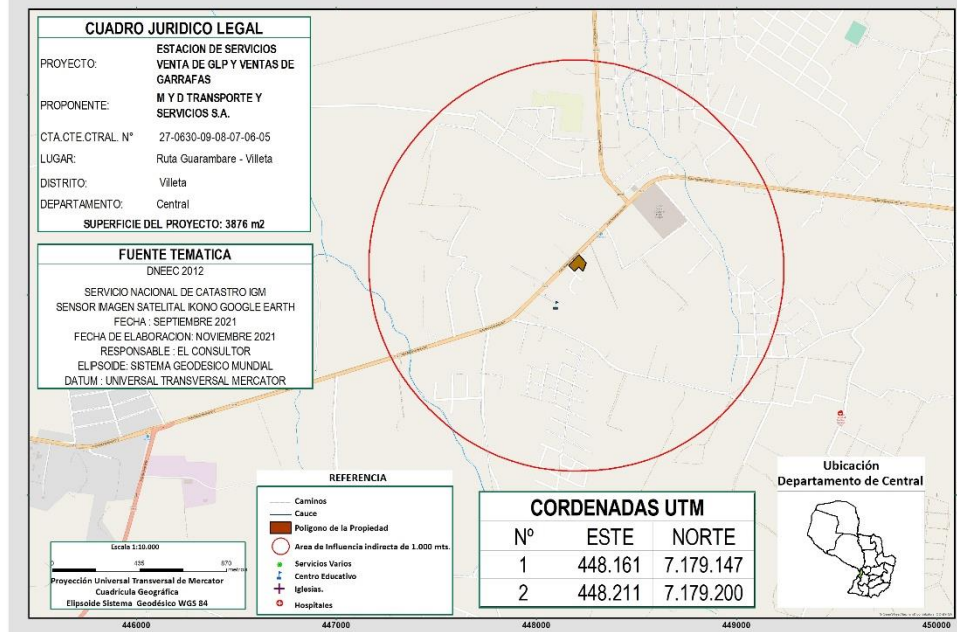 CUADRO JURIDICO LEGAL
PROYECTO: ESTACION DE SERVICIOS
VENTA DE GLP Y VENTAS DE
GARRAFAS
PROPONENTE: M Y D TRANSPORTE Y
SERVICIOS S.A.
CTA.CTE.CTRAL. N° 27-0630-09-08-07-06-05
LUGAR: Ruta Guarambare - Villeta
DISTRITO: Villeta
DEPARTAMENTO: Central
SUPERFICIE DEL PROYECTO: 3876 m2
FUENTE TEMATICA
DNEEC 2012
SERVICIO NACIONAL DE CATASTRO IGM
SENSOR IMAGEN SATELITAL IKONO GOOGLE EARTH
FECHA : SEPTIEMBRE 2021
FECHA DE ELABORACION: NOVIEMBRE 2021
RESPONSABLE : EL CONSULTOR
ELIPSOIDE: SISTEMA GEODESICO MUNDIAL
DATUM : UNIVERSAL TRANSVERSAL MERCATOR
REFERENCIA
Caminos
Cauce
Poligono de la Propiedad
Area de Influencia indirecta de 1.000 mts.
Servicios Varios
Centro Educativo
Iglesias.
Hospitales
Escala 1:10.000
0 435 870
Proyección Universal Transversal de Mercator
Cuadricula Geográfica
Elipsoide Sistema Geodésico WGS 84
CORDENADAS UTM
Nº ESTE NORTE
1 448.161 7.179.147
2 448.211 7.179.200
Ubicación
Departamento de Central
446000 447000 448000 449000 450000